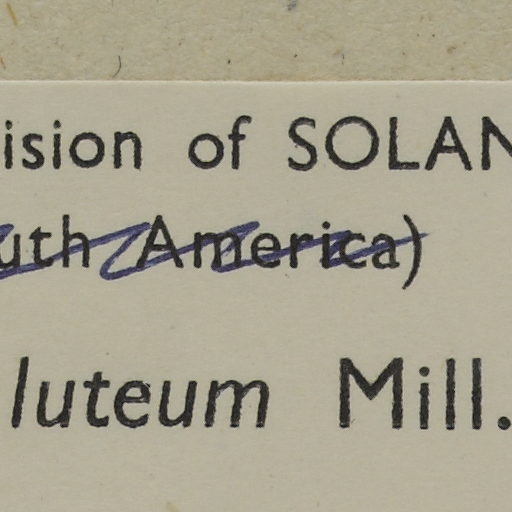 ision of SOLAN
uth America)
luteum Mill.